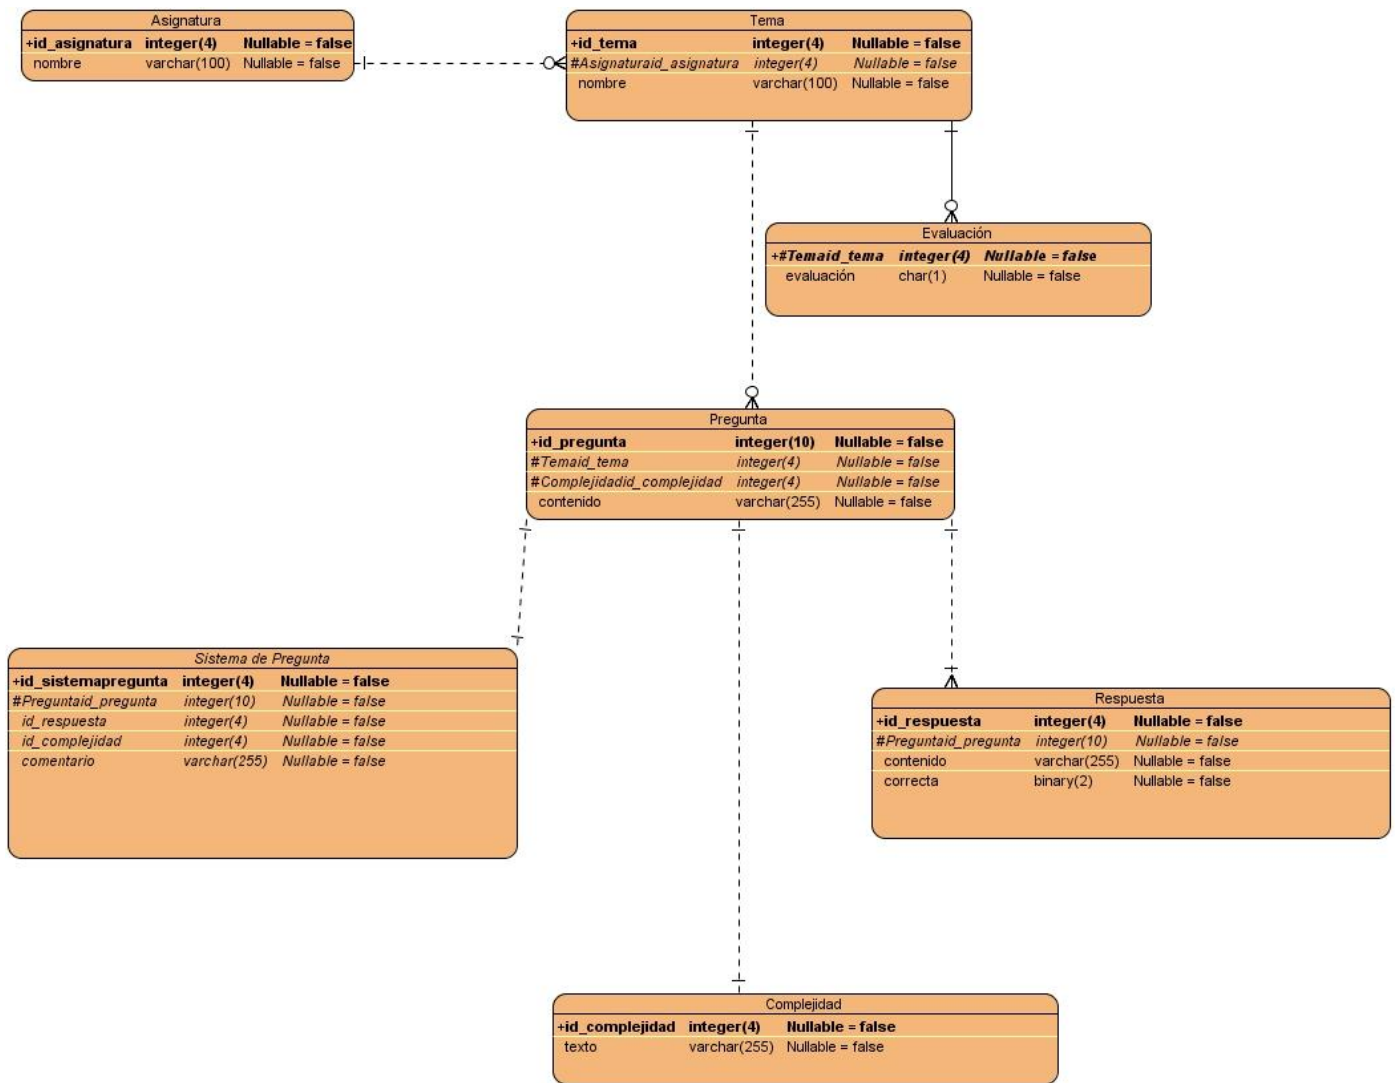 Asignatura
+id_asignatura integer(4) Nullable = false
nombre varchar(100) Nullable = false
Tema
+id_tema integer(4) Nullable = false
#Asignaturaid_asignatura integer(4) Nullable = false
nombre varchar(100) Nullable = false
Evaluación
+#Temaid_tema integer(4) Nullable = false
evaluación char(1) Nullable = false
Pregunta
+id_pregunta integer(10) Nullable = false
#Temaid_tema integer(4) Nullable = false
#Complejidadid_complejidad integer(4) Nullable = false
contenido varchar(255) Nullable = false
Sistema de Pregunta
+id_sistemapregunta integer(4) Nullable = false
#Preguntaid_pregunta integer(10) Nullable = false
id_respuesta integer(4) Nullable = false
id_complejidad integer(4) Nullable = false
comentario varchar(255) Nullable = false
Respuesta
+id_respuesta integer(4) Nullable = false
#Preguntaid_pregunta integer(10) Nullable = false
contenido varchar(255) Nullable = false
correcta binary(2) Nullable = false
Complejidad
+id_complejidad integer(4) Nullable = false
texto varchar(255) Nullable = false